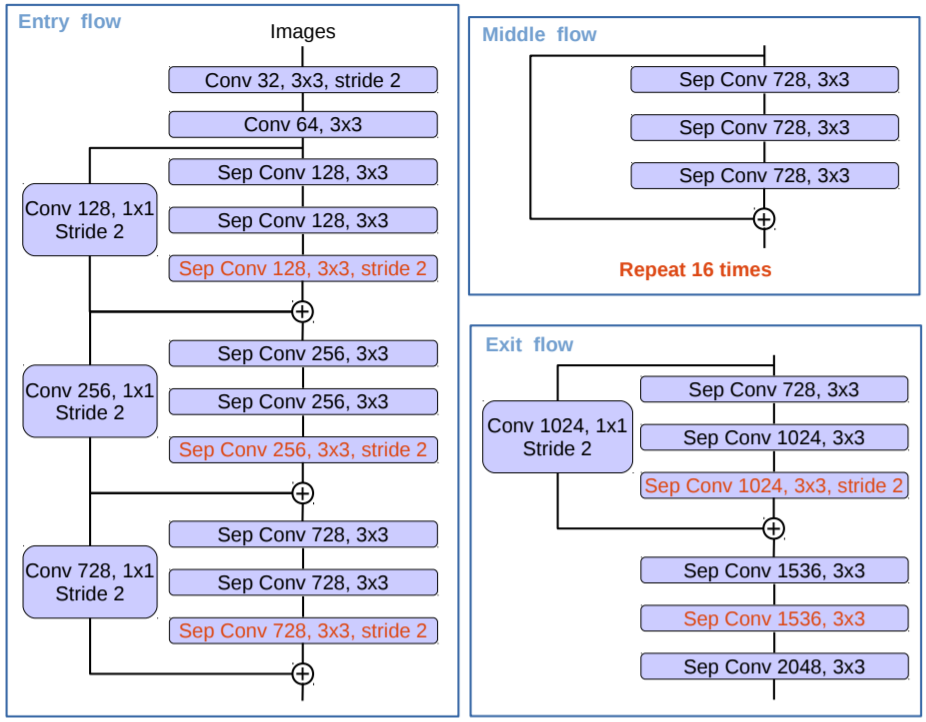 Entry flow
Images
Conv 32, 3x3, stride 2
Conv 64, 3x3
Sep Conv 128, 3x3
Conv 128, 1x1
Stride 2
Sep Conv 128, 3x3
Sep Conv 128, 3x3, stride 2
Sep Conv 256, 3x3
Conv 256, 1x1
Stride 2
Sep Conv 256, 3x3
Sep Conv 256, 3x3, stride 2
Sep Conv 728, 3x3
Conv 728, 1x1
Stride 2
Sep Conv 728, 3x3
Sep Conv 728, 3x3, stride 2
Middle flow
Sep Conv 728, 3x3
Sep Conv 728, 3x3
Sep Conv 728, 3x3
Repeat 16 times
Exit flow
Sep Conv 728, 3x3
Conv 1024, 1x1
Stride 2
Sep Conv 1024, 3x3
Sep Conv 1024, 3x3, stride 2
Sep Conv 1536, 3x3
Sep Conv 1536, 3x3
Sep Conv 2048, 3x3